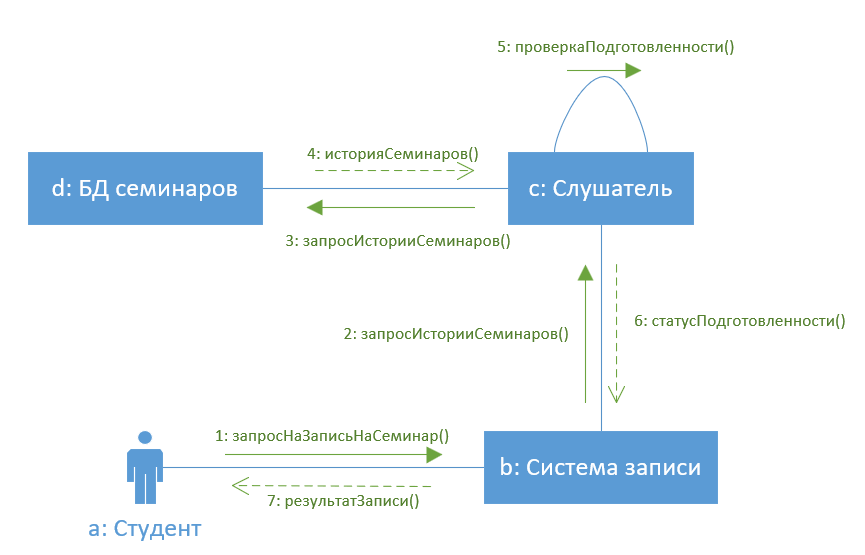 5: проверкаПодготовленности()
4: историяСеминаров()
d: БД семинаров
c: Слушатель
3: запросИсторииСеминаров()
2: запросИсторииСеминаров()
6: статусПодготовленности()
1: запросНаЗаписьНаСеминар()
b: Система записи
7: результатЗаписи()
a: Студент